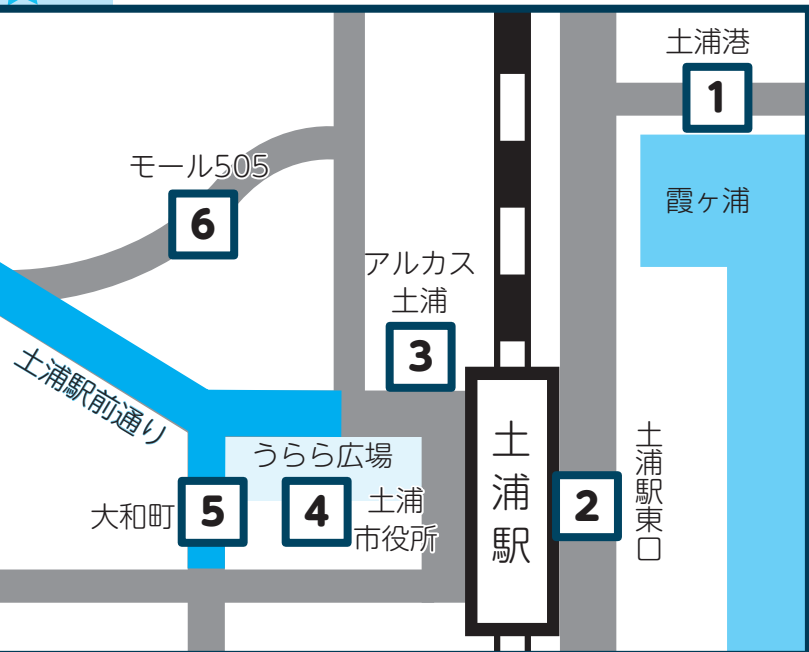 土浦港
1
霞ヶ浦
モール505
6
アルカス
土浦
3
土浦駅前通り
うらら広場
大和町
5
4
土浦
市役所
土浦駅
2
土浦駅東口